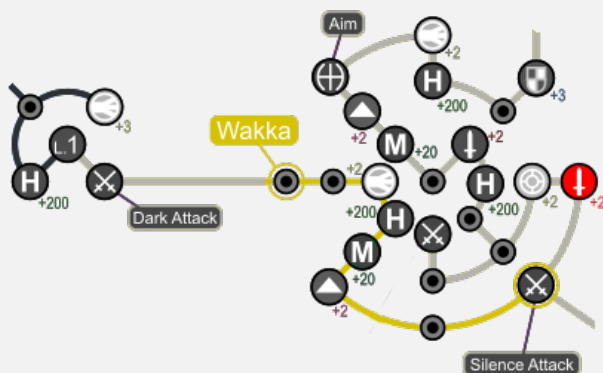 Aim
+2
H
+200
+3
+3
+2
M
+20
+2
L.1
Wakka
H
+200
+2
H
+200
+2
+2
Dark Attack
+200
H
M
+20
+2
Silence Attack